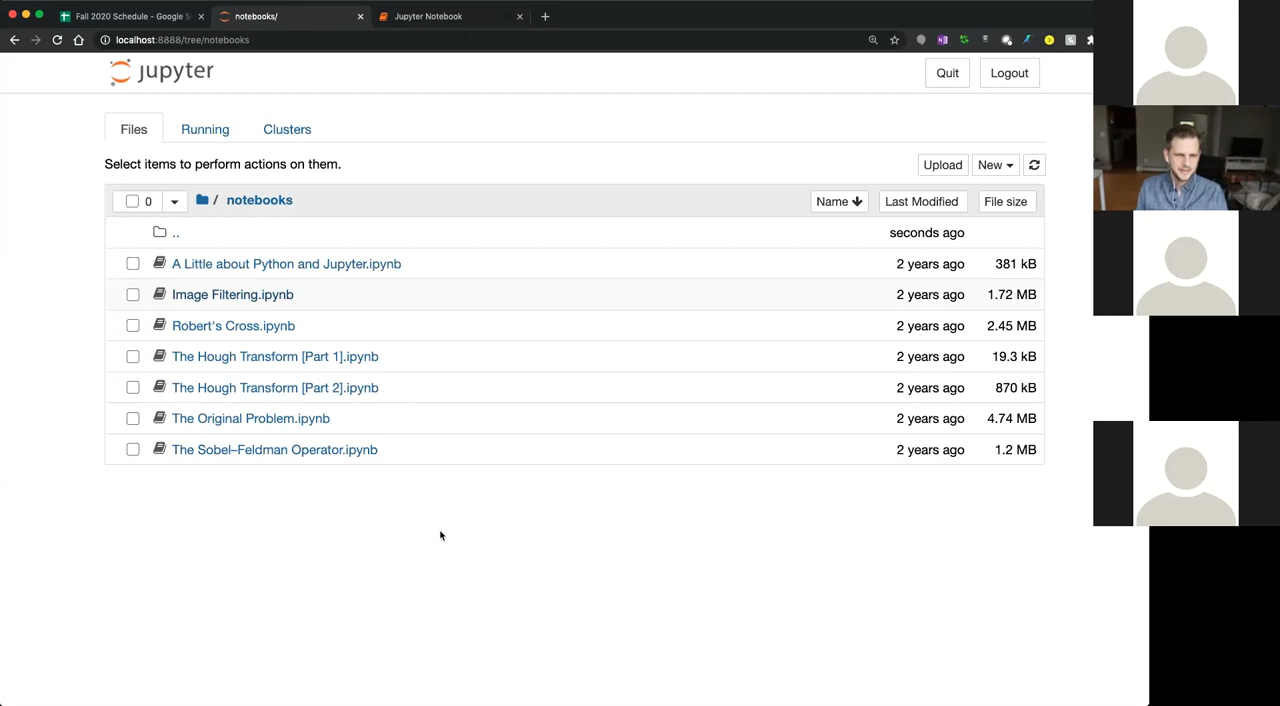 Fall 2020 Schedule - Google S
notebooks/
Jupyter Notebook
localhost:8888/tree/notebooks
jupyter
Quit
Logout
Files
Running
Clusters
Select items to perform actions on them.
Upload
New
0
/ notebooks
Name
Last Modified
File size
..
seconds ago
A Little about Python and Jupyter.ipynb
2 years ago
381 kB
Image Filtering.ipynb
2 years ago
1.72 MB
Robert's Cross.ipynb
2 years ago
2.45 MB
The Hough Transform [Part 1].ipynb
2 years ago
19.3 kB
The Hough Transform [Part 2].ipynb
2 years ago
870 kB
The Original Problem.ipynb
2 years ago
4.74 MB
The Sobel–Feldman Operator.ipynb
2 years ago
1.2 MB